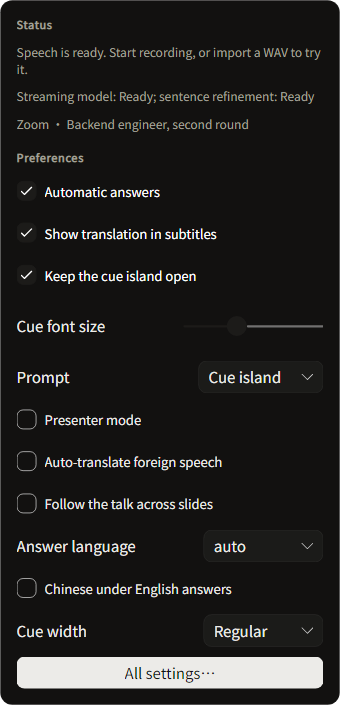 Status
Speech is ready. Start recording, or import a WAV to try
it.
Streaming model: Ready; sentence refinement: Ready
Zoom • Backend engineer, second round
Preferences
Automatic answers
Show translation in subtitles
Keep the cue island open
Cue font size
Prompt
Cue island
Presenter mode
Auto-translate foreign speech
Follow the talk across slides
Answer language
auto
Chinese under English answers
Cue width
Regular
All settings…